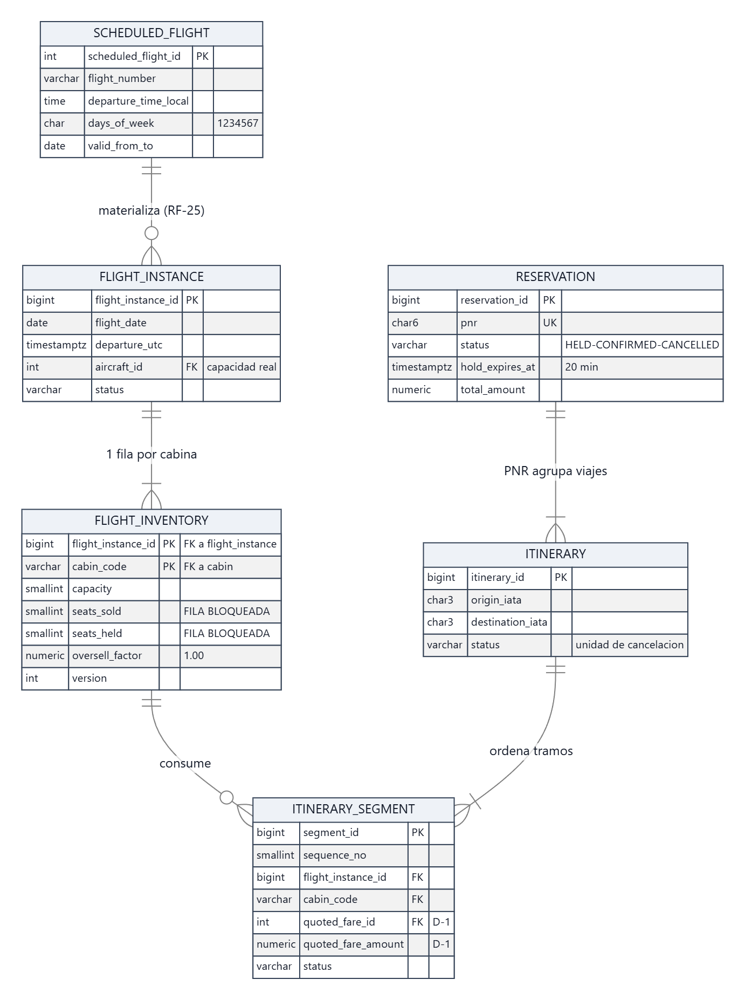 SCHEDULED_FLIGHT
int scheduled_flight_id PK
varchar flight_number
time departure_time_local
char days_of_week 1234567
date valid_from_to
materializa (RF-25)
FLIGHT_INSTANCE
bigint flight_instance_id PK
date flight_date
timestamptz departure_utc
int aircraft_id FK capacidad real
varchar status
RESERVATION
bigint reservation_id PK
char6 pnr UK
varchar status HELD-CONFIRMED-CANCELLED
timestamptz hold_expires_at 20 min
numeric total_amount
1 fila por cabina
PNR agrupa viajes
FLIGHT_INVENTORY
bigint flight_instance_id PK FK a flight_instance
varchar cabin_code PK FK a cabin
smallint capacity
smallint seats_sold FILA BLOQUEADA
smallint seats_held FILA BLOQUEADA
numeric oversell_factor 1.00
int version
ITINERARY
bigint itinerary_id PK
char3 origin_iata
char3 destination_iata
varchar status unidad de cancelacion
consume
ordena tramos
ITINERARY_SEGMENT
bigint segment_id PK
smallint sequence_no
bigint flight_instance_id FK
varchar cabin_code FK
int quoted_fare_id FK D-1
numeric quoted_fare_amount D-1
varchar status